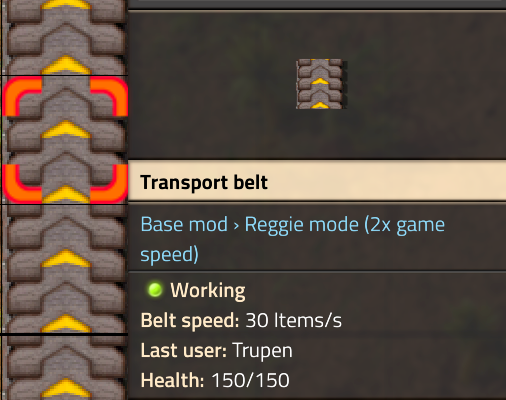 Transport belt
Base mod › Reggie mode (2x game
speed)
Working
Belt speed: 30 Items/s
Last user: Trupen
Health: 150/150